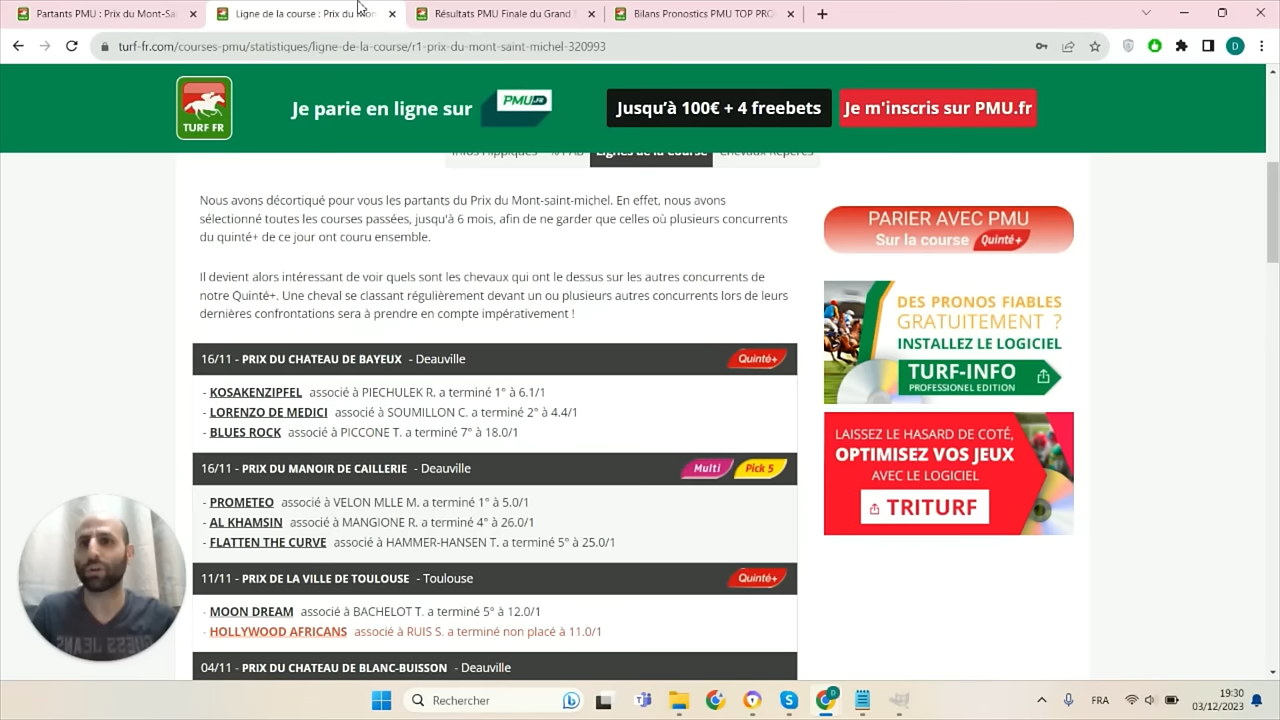 Partants PMU : Prix du Mont-Sa
Ligne de la course : Prix du Mon
Résultats PMU Finale du Grand
Bilans Pronostics PMU TOP PRO
turf-fr.com/courses-pmu/statistiques/ligne-de-la-course/r1-prix-du-mont-saint-michel-320993
D
TURF FR
Je parie en ligne sur
PMU.FR
Jusqu'à 100€ + 4 freebets
Je m'inscris sur PMU.fr
Infos Hippiques
Lignes de la Course
Chevaux Repères
Nous avons décortiqué pour vous les partants du Prix du Mont-saint-michel. En effet, nous avons
sélectionné toutes les courses passées, jusqu'à 6 mois, afin de ne garder que celles où plusieurs concurrents
du quinté+ de ce jour ont couru ensemble.
Il devient alors intéressant de voir quels sont les chevaux qui ont le dessus sur les autres concurrents de
notre Quinté+. Une cheval se classant régulièrement devant un ou plusieurs autres concurrents lors de leurs
dernières confrontations sera à prendre en compte impérativement !
16/11 - PRIX DU CHATEAU DE BAYEUX - Deauville Quinté+
- KOSAKENZIPFEL associé à PIECHULEK R. a terminé 1° à 6.1/1
- LORENZO DE MEDICI associé à SOUMILLON C. a terminé 2° à 4.4/1
- BLUES ROCK associé à PICCONE T. a terminé 7° à 18.0/1
16/11 - PRIX DU MANOIR DE CAILLERIE - Deauville Multi Pick 5
- PROMETEO associé à VELON MLLE M. a terminé 1° à 5.0/1
- AL KHAMSIN associé à MANGIONE R. a terminé 4° à 26.0/1
- FLATTEN THE CURVE associé à HAMMER-HANSEN T. a terminé 5° à 25.0/1
11/11 - PRIX DE LA VILLE DE TOULOUSE - Toulouse Quinté+
- MOON DREAM associé à BACHELOT T. a terminé 5° à 12.0/1
- HOLLYWOOD AFRICANS associé à RUIS S. a terminé non placé à 11.0/1
04/11 - PRIX DU CHATEAU DE BLANC-BUISSON - Deauville
PARIER AVEC PMU
Sur la course Quinté+
DES PRONOS FIABLES
GRATUITEMENT ?
INSTALLEZ LE LOGICIEL
TURF-INFO
PROFESSIONEL EDITION
LAISSEZ LE HASARD DE COTÉ,
OPTIMISEZ VOS JEUX
AVEC LE LOGICIEL
TRITURF
GUESS JEANS
Rechercher
FRA
19:30
03/12/2023